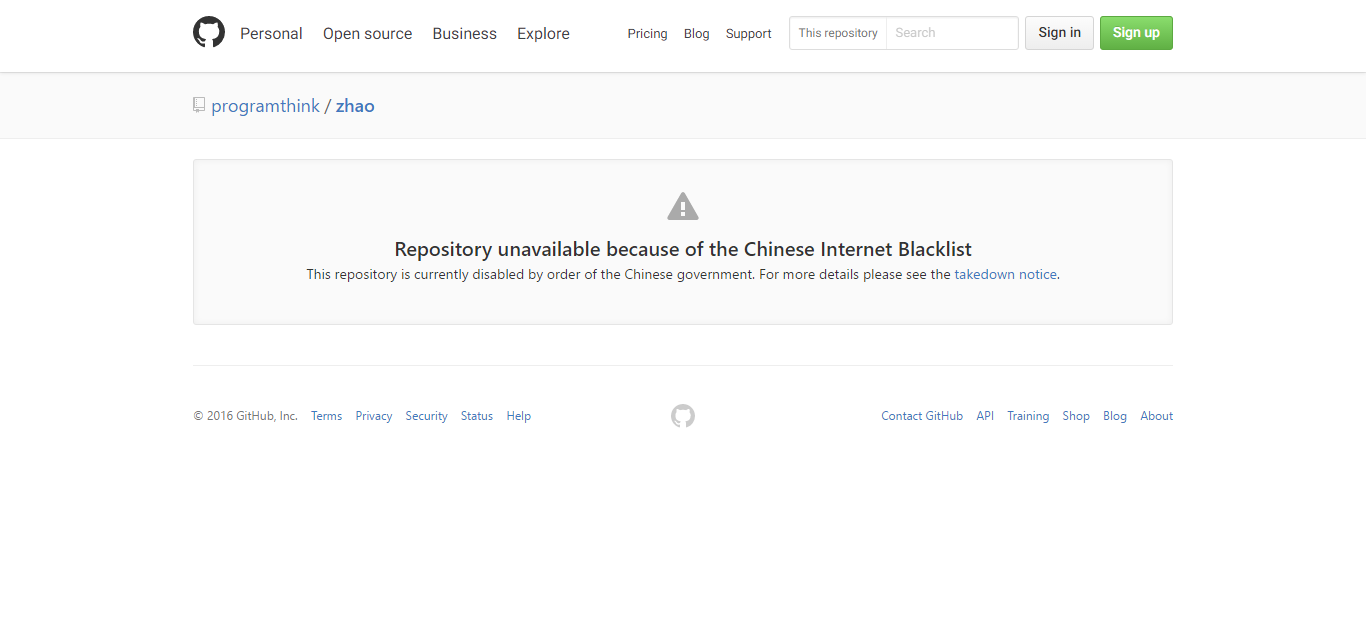 Personal Open source Business Explore Pricing Blog Support This repository Search Sign in Sign up
programthink / zhao
Repository unavailable because of the Chinese Internet Blacklist
This repository is currently disabled by order of the Chinese government. For more details please see the takedown notice.
© 2016 GitHub, Inc. Terms Privacy Security Status Help Contact GitHub API Training Shop Blog About